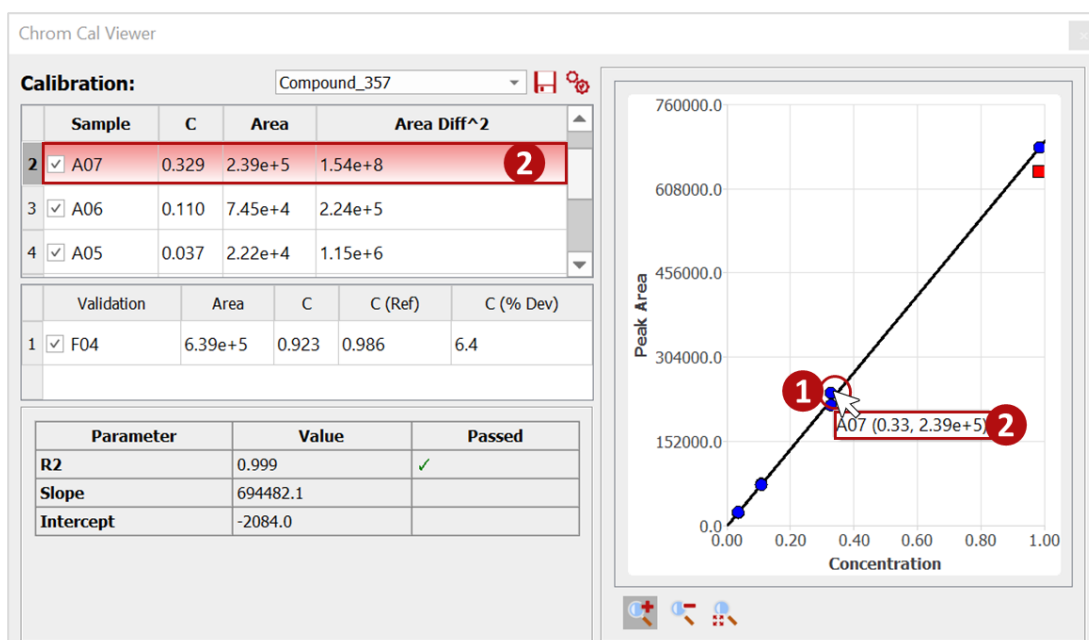 Chrom Cal Viewer
Calibration: Compound_357
Sample C Area Area Diff^2
2 A07 0.329 2.39e+5 1.54e+8 2
3 A06 0.110 7.45e+4 2.24e+5
4 A05 0.037 2.22e+4 1.15e+6
Validation Area C C (Ref) C (% Dev)
1 F04 6.39e+5 0.923 0.986 6.4
Parameter Value Passed
R2 0.999 ✓
Slope 694482.1
Intercept -2084.0
760000.0
608000.0
456000.0
304000.0
152000.0
0.0
Peak Area
1
A07 (0.33, 2.39e+5) 2
0.00 0.20 0.40 0.60 0.80 1.00
Concentration